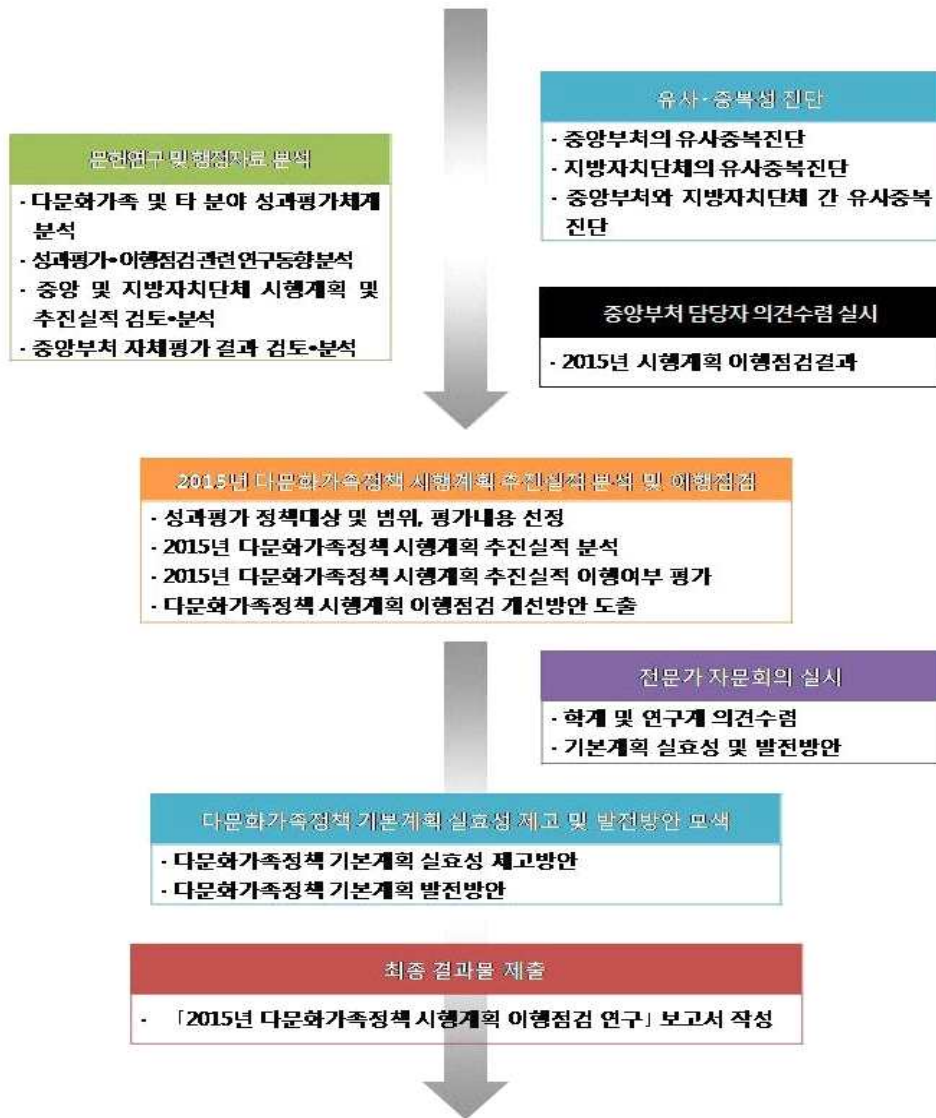 유사·중복성 진단
· 중앙부처의 유사중복진단
· 지방자치단체의 유사중복진단
· 중앙부처와 지방자치단체 간 유사중복
진단
문헌연구 및 행정자료 분석
· 다문화가족 및 타 분야 성과평가체계
분석
· 성과평가•이행점검 관련 연구동향 분석
· 중앙 및 지방자치단체 시행계획 및
추진실적 검토•분석
· 중앙부처 자체평가 결과 검토•분석
중앙부처 담당자 의견수렴 실시
· 2015년 시행계획 이행점검결과
2015년 다문화가족정책 시행계획 추진실적 분석 및 이행점검
· 성과평가 정책대상 및 범위, 평가내용 선정
· 2015년 다문화가족정책 시행계획 추진실적 분석
· 2015년 다문화가족정책 시행계획 추진실적 이행여부 평가
· 다문화가족정책 시행계획 이행점검 개선방안 도출
전문가 자문회의 실시
· 학계 및 연구계 의견수렴
· 기본계획 실효성 및 발전방안
다문화가족정책 기본계획 실효성 제고 및 발전방안 모색
· 다문화가족정책 기본계획 실효성 제고방안
· 다문화가족정책 기본계획 발전방안
최종 결과물 제출
· 「2015년 다문화가족정책 시행계획 이행점검 연구」 보고서 작성